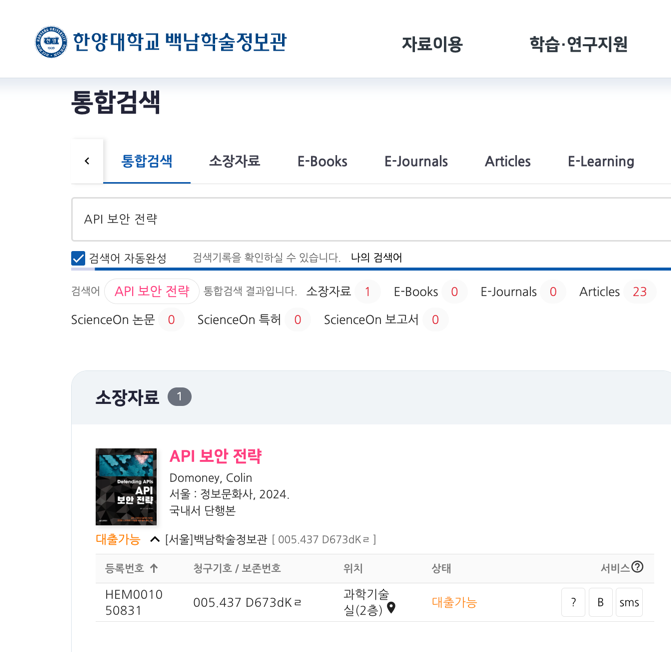 한양대학교 백남학술정보관
자료이용 학습·연구지원
통합검색
통합검색 소장자료 E-Books E-Journals Articles E-Learning
API 보안 전략
검색어 자동완성 검색기록을 확인하실 수 있습니다. 나의 검색어
검색어 API 보안 전략 통합검색 결과입니다. 소장자료 1 E-Books 0 E-Journals 0 Articles 23
ScienceOn 논문 0 ScienceOn 특허 0 ScienceOn 보고서 0
소장자료 1
Defending APIs
API
보안 전략
API 보안 전략
Domoney, Colin
서울 : 정보문화사, 2024.
국내서 단행본
대출가능 [서울]백남학술정보관 [ 005.437 D673dKㄹ ]
등록번호 ↑ 청구기호 / 보존번호 위치 상태 서비스 ?
HEM0010
50831
005.437 D673dKㄹ
과학기술
실(2층)
대출가능
? B sms